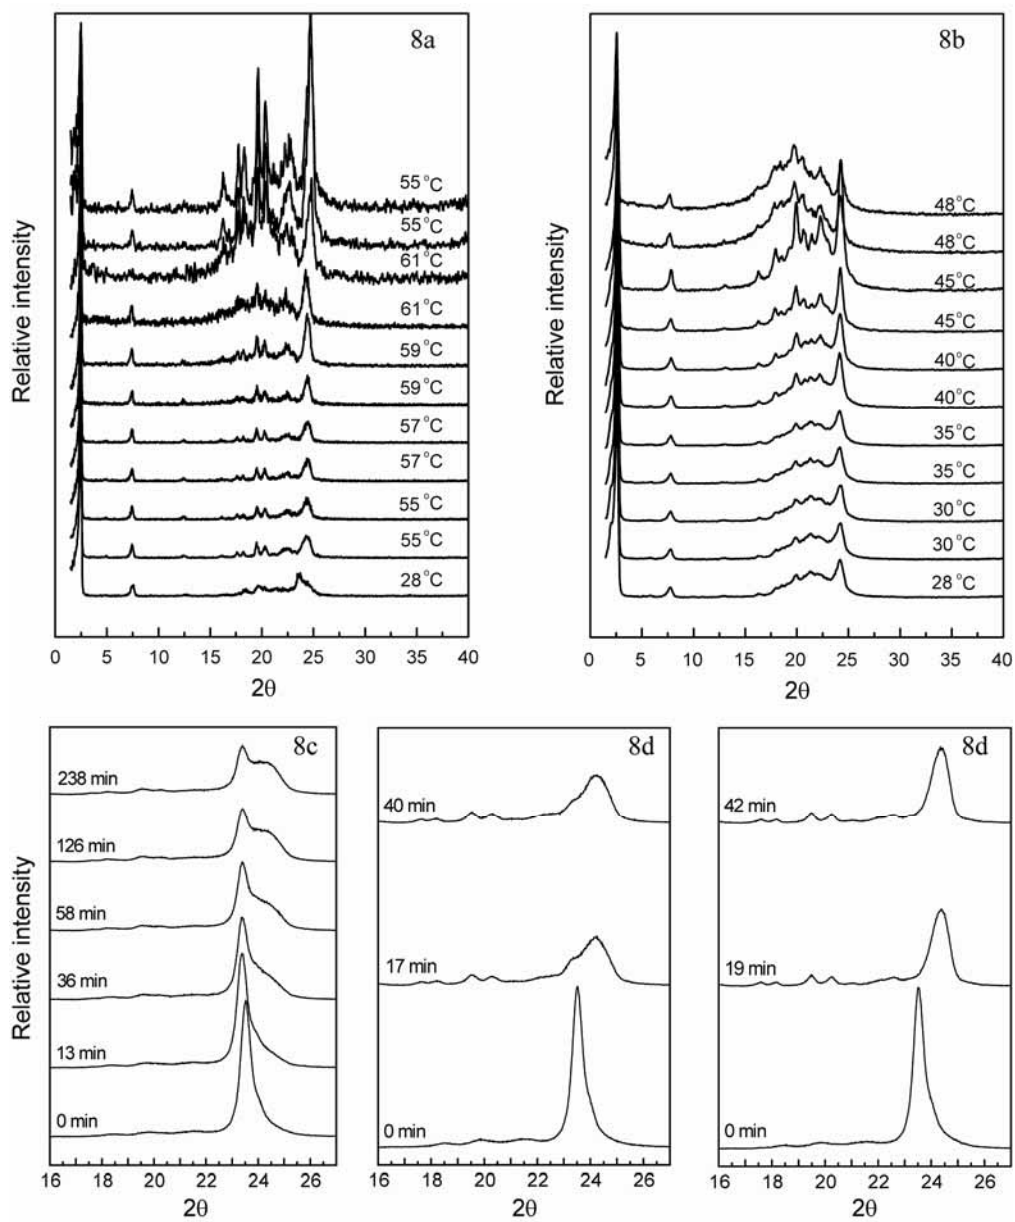 8a
Relative intensity
55°C
55°C
61°C
61°C
59°C
59°C
57°C
57°C
55°C
55°C
28°C
0 5 10 15 20 25 30 35 40
2θ
8b
Relative intensity
48°C
48°C
45°C
45°C
40°C
40°C
35°C
35°C
30°C
30°C
28°C
0 5 10 15 20 25 30 35 40
2θ
8c
Relative intensity
238 min
126 min
58 min
36 min
13 min
0 min
16 18 20 22 24 26
2θ
8d
40 min
17 min
0 min
16 18 20 22 24 26
2θ
8d
42 min
19 min
0 min
16 18 20 22 24 26
2θ